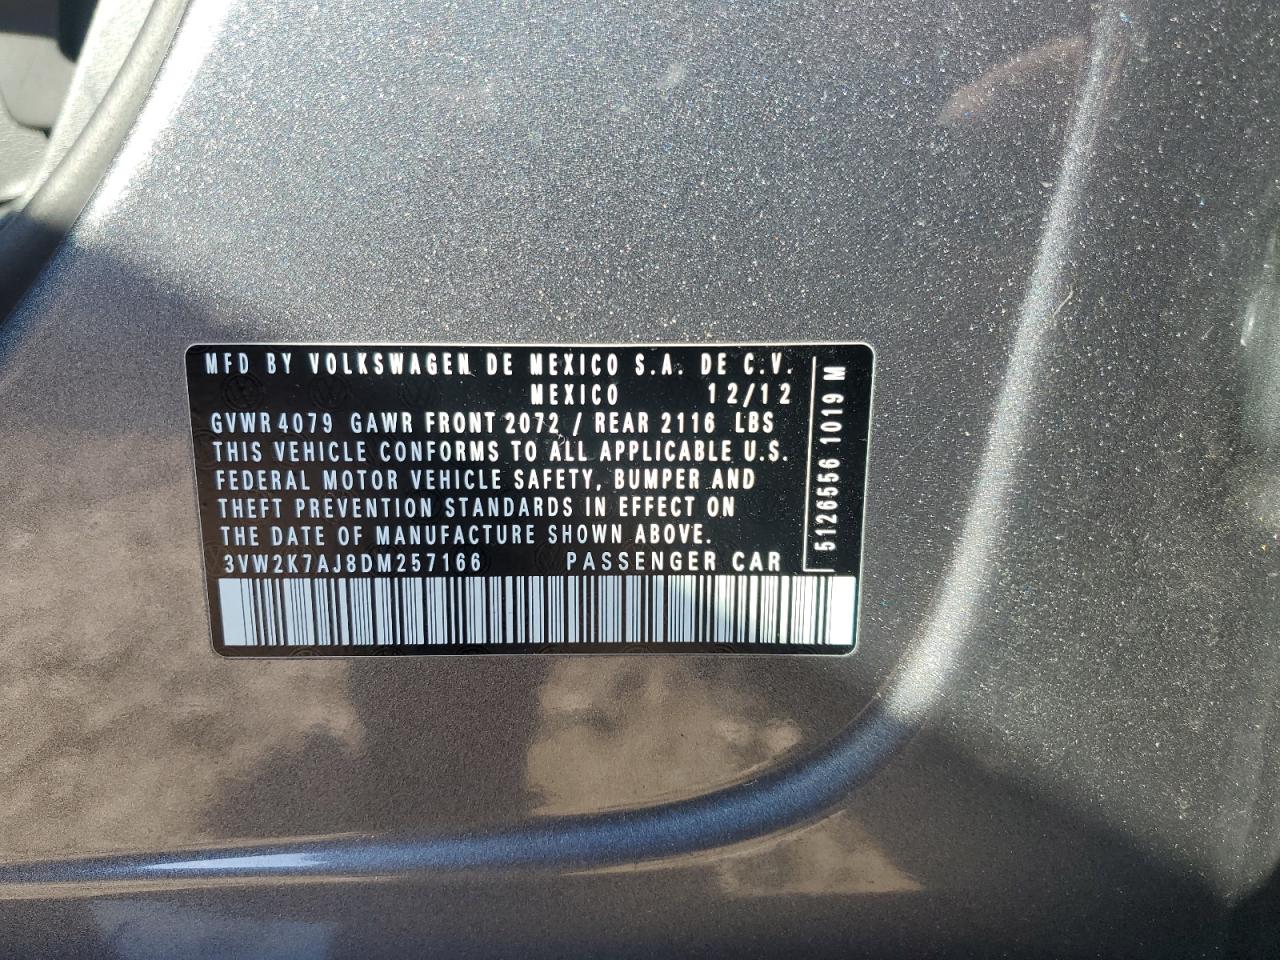 MFD BY VOLKSWAGEN DE MEXICO S.A. DE C.V.
MEXICO 12/12
GVWR 4079 GAWR FRONT 2072 / REAR 2116 LBS
THIS VEHICLE CONFORMS TO ALL APPLICABLE U.S.
FEDERAL MOTOR VEHICLE SAFETY, BUMPER AND
THEFT PREVENTION STANDARDS IN EFFECT ON
THE DATE OF MANUFACTURE SHOWN ABOVE.
3VW2K7AJ8DM257166 PASSENGER CAR
5126556 1019 M